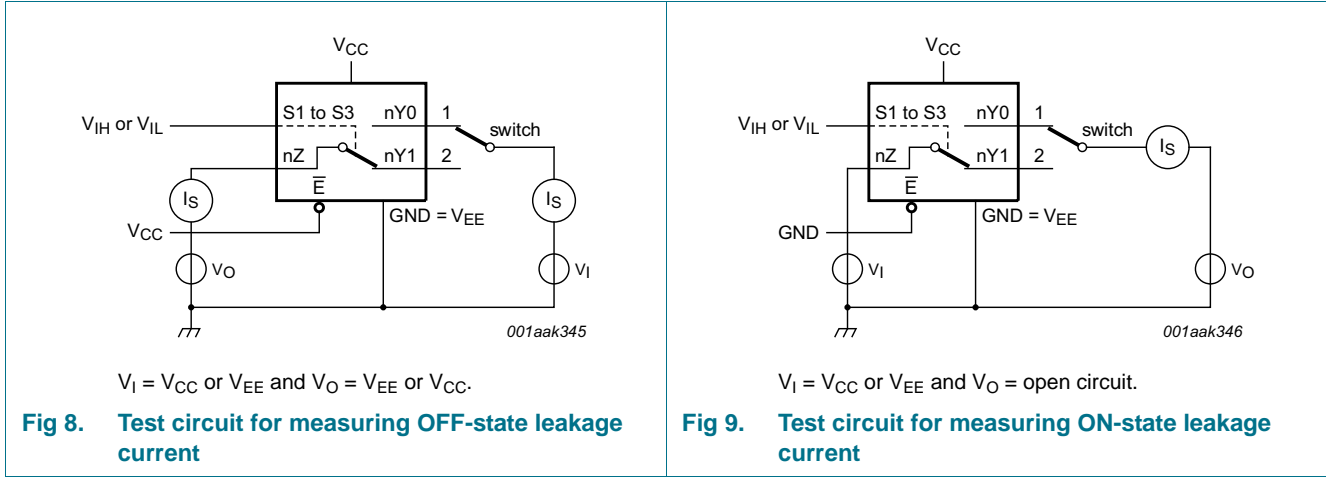 VCC
VIH or VIL
S1 to S3
nY0
1
switch
nZ
nY1
2
E
IS
IS
GND = VEE
VCC
VO
VI
001aak345
VI = VCC or VEE and VO = VEE or VCC.
Fig 8. Test circuit for measuring OFF-state leakage
current
VCC
VIH or VIL
S1 to S3
nY0
1
switch
IS
nZ
nY1
2
E
GND = VEE
GND
VI
VO
001aak346
VI = VCC or VEE and VO = open circuit.
Fig 9. Test circuit for measuring ON-state leakage
current